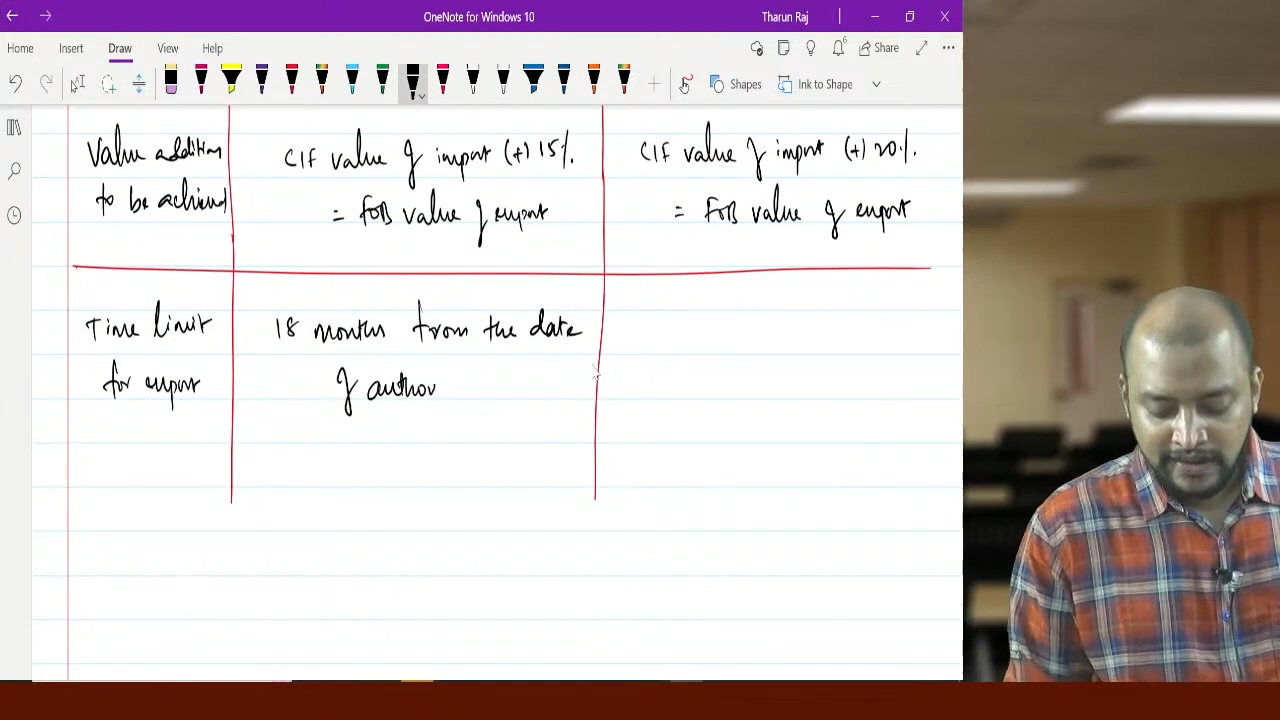 OneNote for Windows 10
Tharun Raj
Home Insert Draw View Help
6
Share
Shapes
Ink to Shape
Value addition
to be achieved
CIF value of import (+) 15%
= FOB value of export
CIF value of import (+) 20%
= FOB value of export
Time limit
for export
18 months from the date
of author